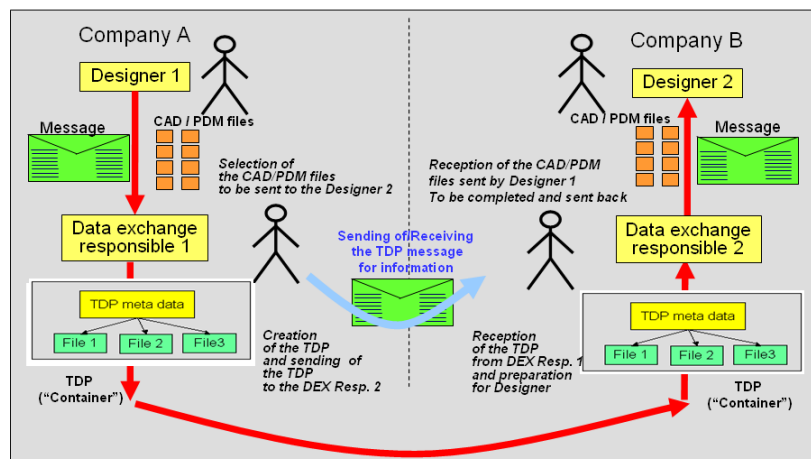 Company A
Designer 1
Message
CAD / PDM files
Selection of
the CAD/PDM files
to be sent to the Designer 2
Data exchange
responsible 1
TDP meta data
File 1
File 2
File3
TDP
("Container")
Creation
of the TDP
and sending of
the TDP
to the DEX Resp. 2
Sending of/Receiving
the TDP message
for information
Company B
Designer 2
CAD / PDM files
Message
Reception of the CAD/PDM
files sent by Designer 1
To be completed and sent back
Data exchange
responsible 2
Reception
of the TDP
from DEX Resp. 1
and preparation
for Designer
TDP meta data
File 1
File 2
File3
TDP
("Container")